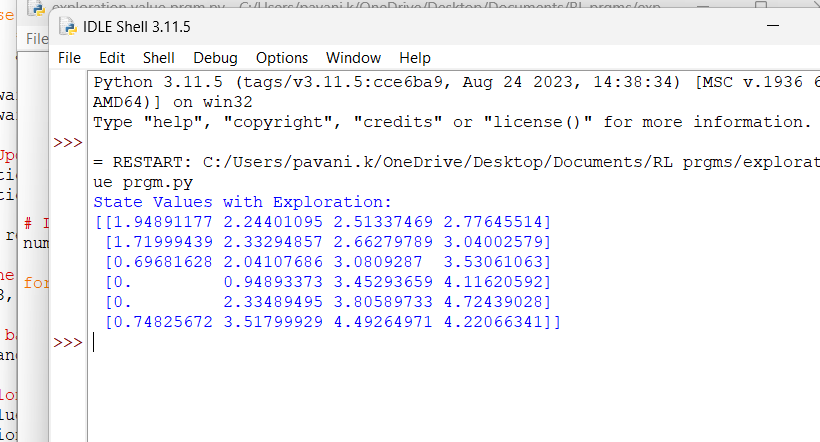 exploration value prgm.py - C:/Users/pavani.k/OneDrive/Desktop/Documents/RL prgms/exp
IDLE Shell 3.11.5
File
File Edit Shell Debug Options Window Help
Python 3.11.5 (tags/v3.11.5:cce6ba9, Aug 24 2023, 14:38:34) [MSC v.1936 6
AMD64)] on win32
Type "help", "copyright", "credits" or "license()" for more information.
>>>
= RESTART: C:/Users/pavani.k/OneDrive/Desktop/Documents/RL prgms/explorat
ue prgm.py
State Values with Exploration:
[[1.94891177 2.24401095 2.51337469 2.77645514]
[1.71999439 2.33294857 2.66279789 3.04002579]
[0.69681628 2.04107686 3.0809287  3.53061063]
[0.         0.94893373 3.45293659 4.11620592]
[0.         2.33489495 3.80589733 4.72439028]
[0.74825672 3.51799929 4.49264971 4.22066341]]
>>>
# I
num
for